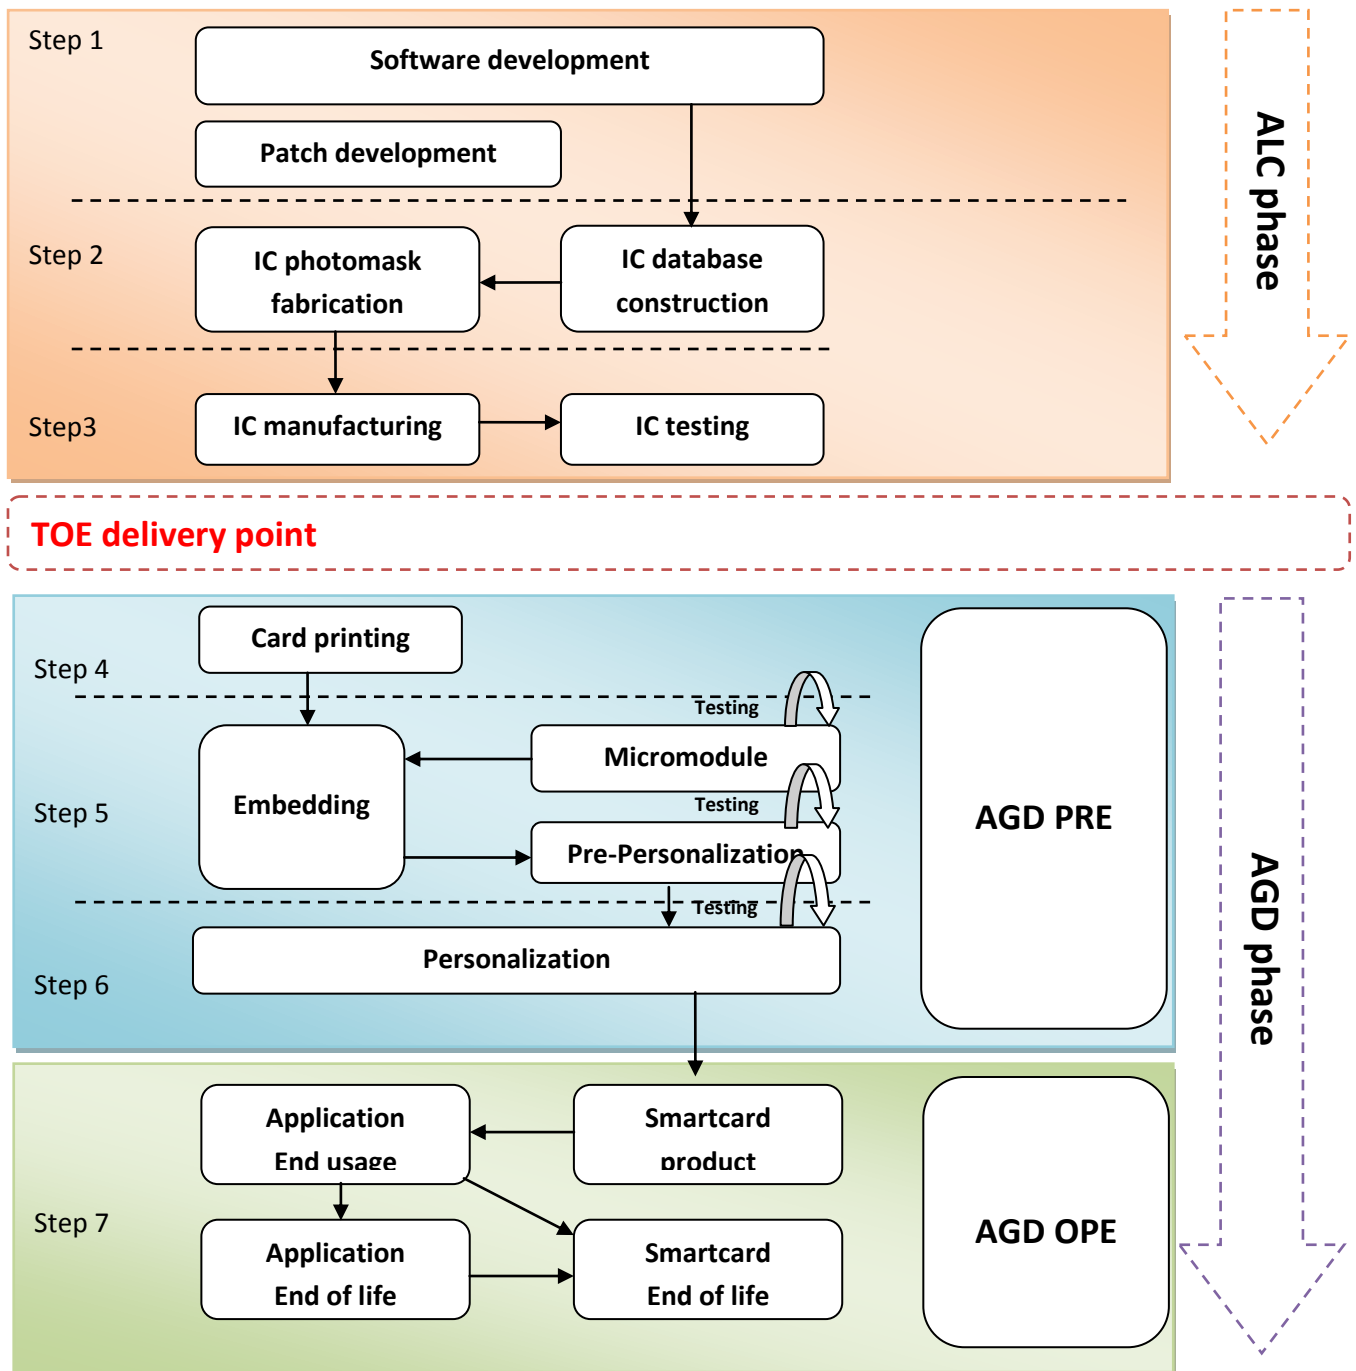 Step 1
Software development
Patch development
ALC phase
Step 2
IC photomask
fabrication
IC database
construction
Step3
IC manufacturing
IC testing
TOE delivery point
Card printing
Step 4
Testing
Micromodule
Testing
Embedding
Step 5
AGD PRE
Pre-Personalization
Testing
Personalization
Step 6
AGD phase
Application
End usage
Smartcard
product
Step 7
Application
End of life
Smartcard
End of life
AGD OPE